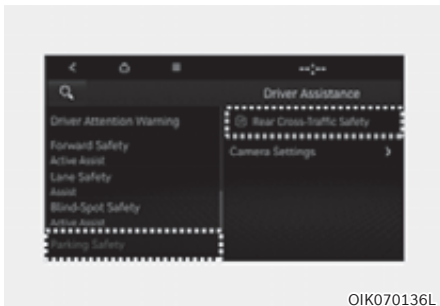 --:--
Driver Assistance
Driver Attention Warning
Forward Safety
Active Assist
Lane Safety
Assist
Blind-Spot Safety
Active Assist
Parking Safety
Rear Cross-Traffic Safety
Camera Settings
OIK070136L